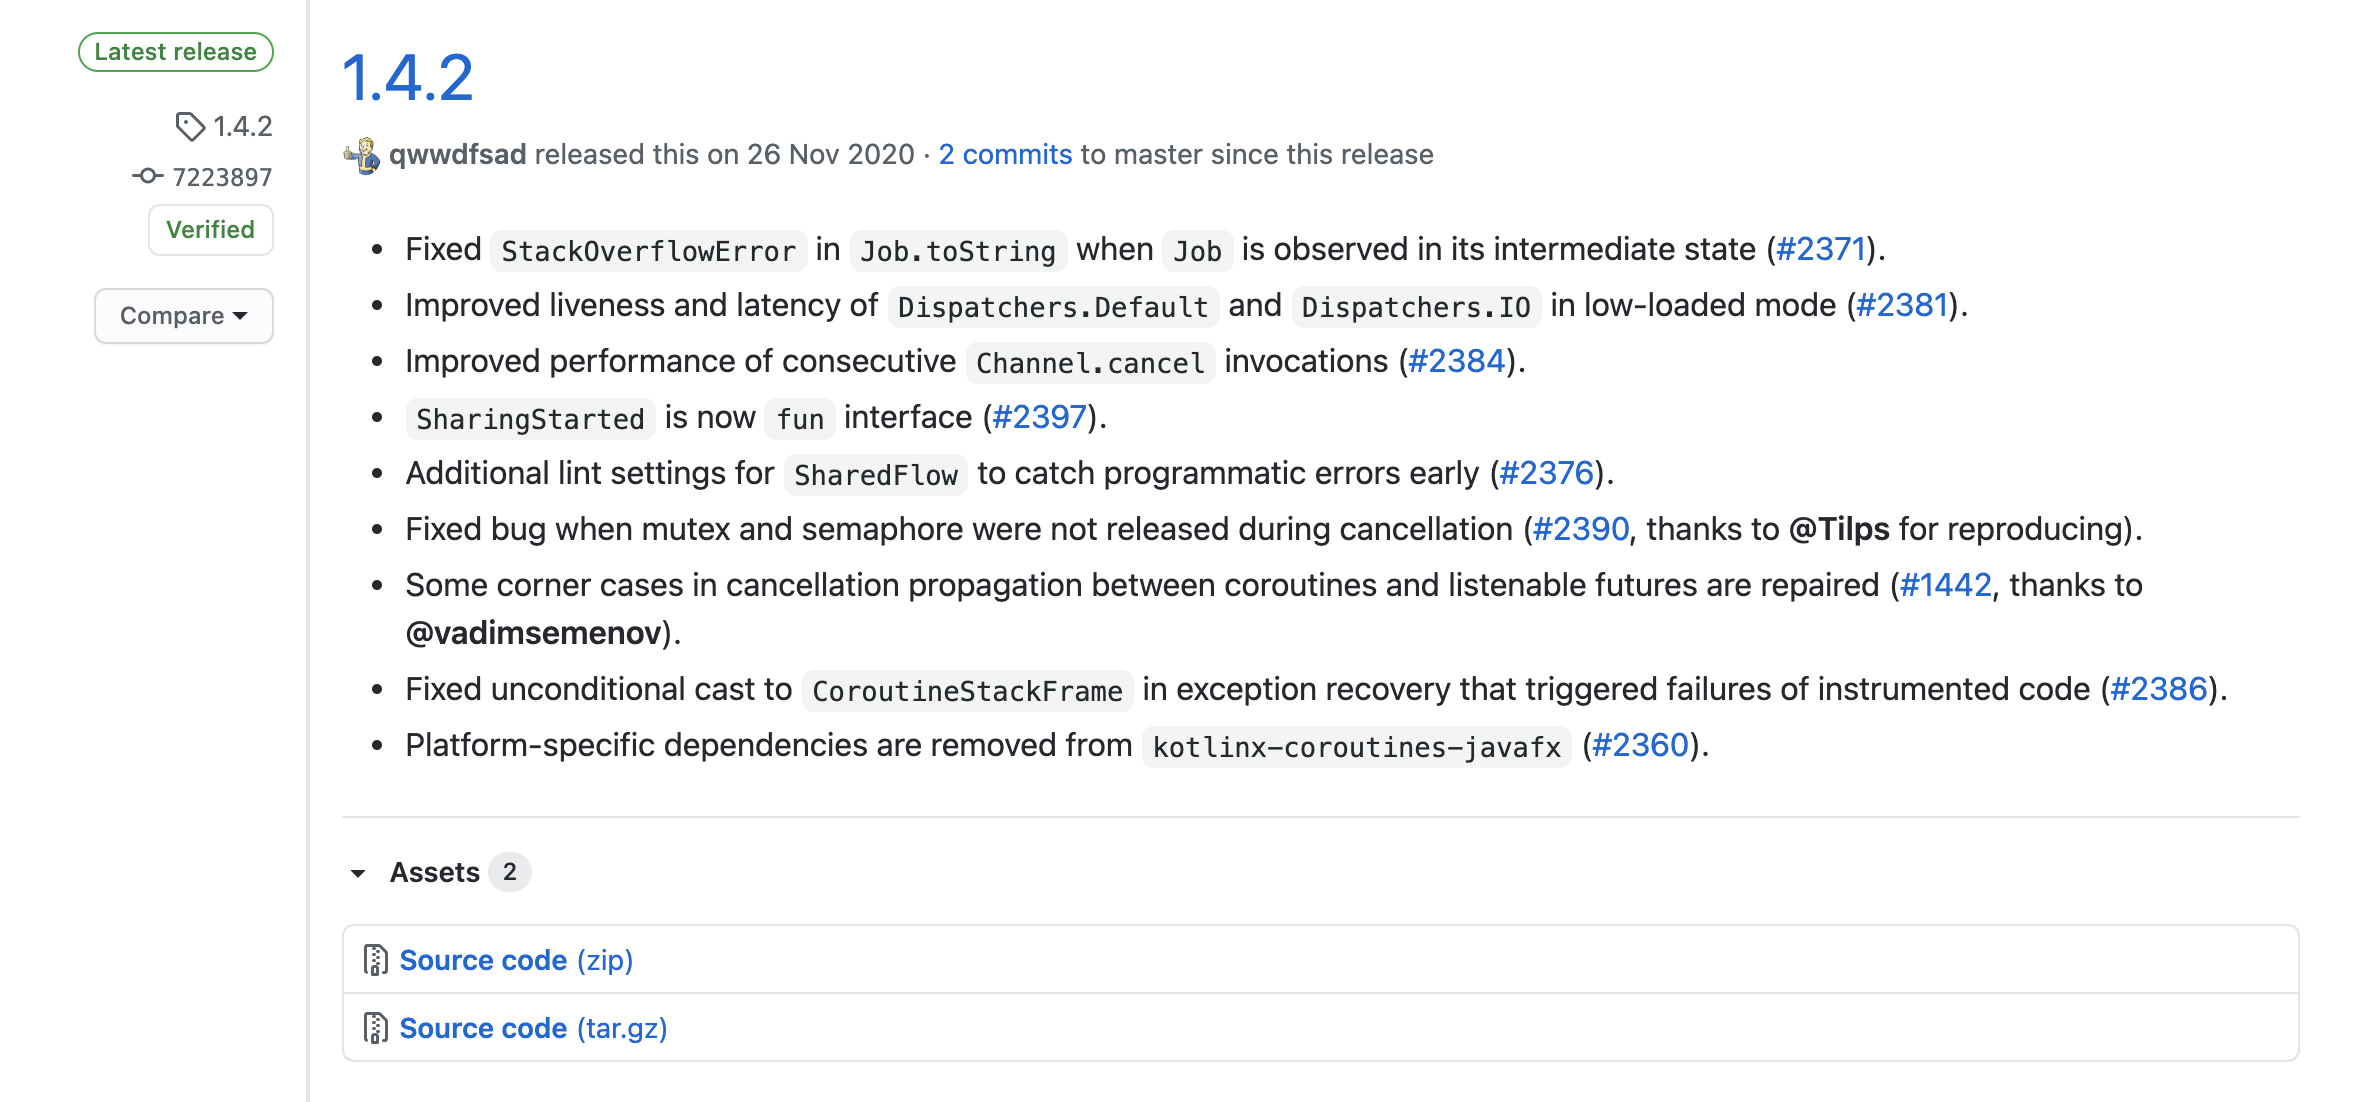 Latest release
1.4.2
7223897
Verified
Compare
1.4.2
qwwdfsad released this on 26 Nov 2020 · 2 commits to master since this release
• Fixed StackOverflowError in Job.toString when Job is observed in its intermediate state (#2371).
• Improved liveness and latency of Dispatchers.Default and Dispatchers.IO in low-loaded mode (#2381).
• Improved performance of consecutive Channel.cancel invocations (#2384).
• SharingStarted is now fun interface (#2397).
• Additional lint settings for SharedFlow to catch programmatic errors early (#2376).
• Fixed bug when mutex and semaphore were not released during cancellation (#2390, thanks to @Tilps for reproducing).
• Some corner cases in cancellation propagation between coroutines and listenable futures are repaired (#1442, thanks to
@vadimsemenov).
• Fixed unconditional cast to CoroutineStackFrame in exception recovery that triggered failures of instrumented code (#2386).
• Platform-specific dependencies are removed from kotlinx-coroutines-javafx (#2360).
Assets 2
Source code (zip)
Source code (tar.gz)